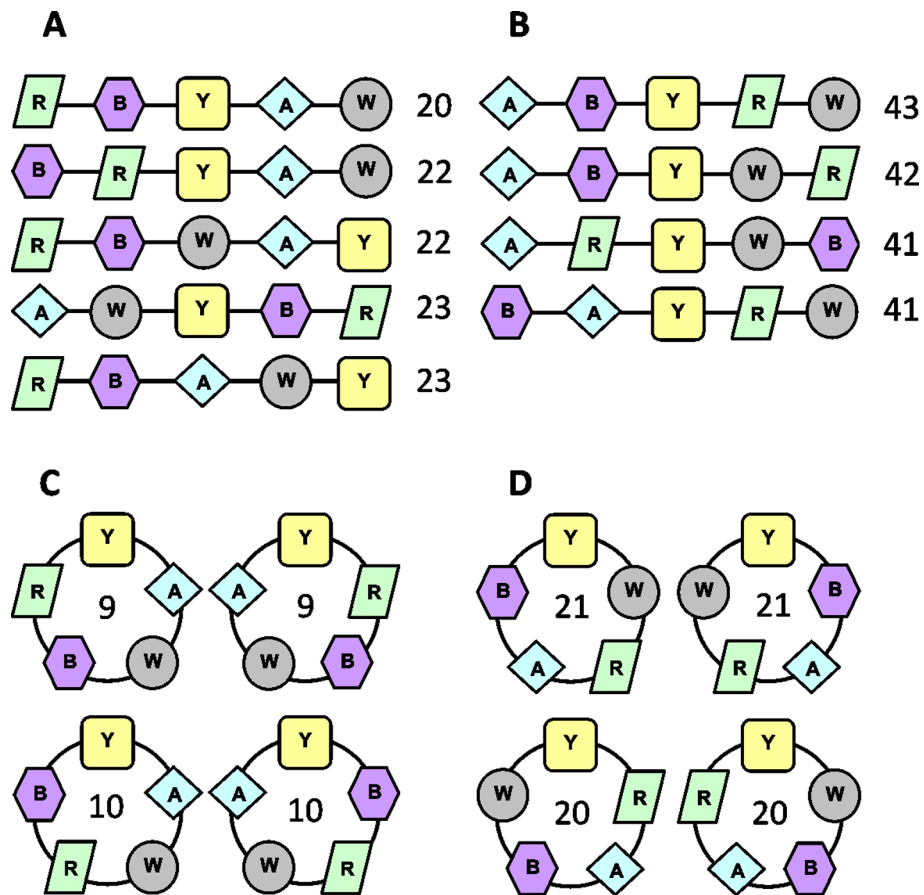 A
R B Y A W 20
B R Y A W 22
R B W A Y 22
A W Y B R 23
R B A W Y 23
B
A B Y R W 43
A B Y W R 42
A R Y W B 41
B A Y R W 41
C
Y
R A
9
B W
Y
A R
9
W B
Y
B A
10
R W
Y
A B
10
W R
D
Y
B W
21
A R
Y
W B
21
R A
Y
W R
20
B A
Y
R W
20
A B